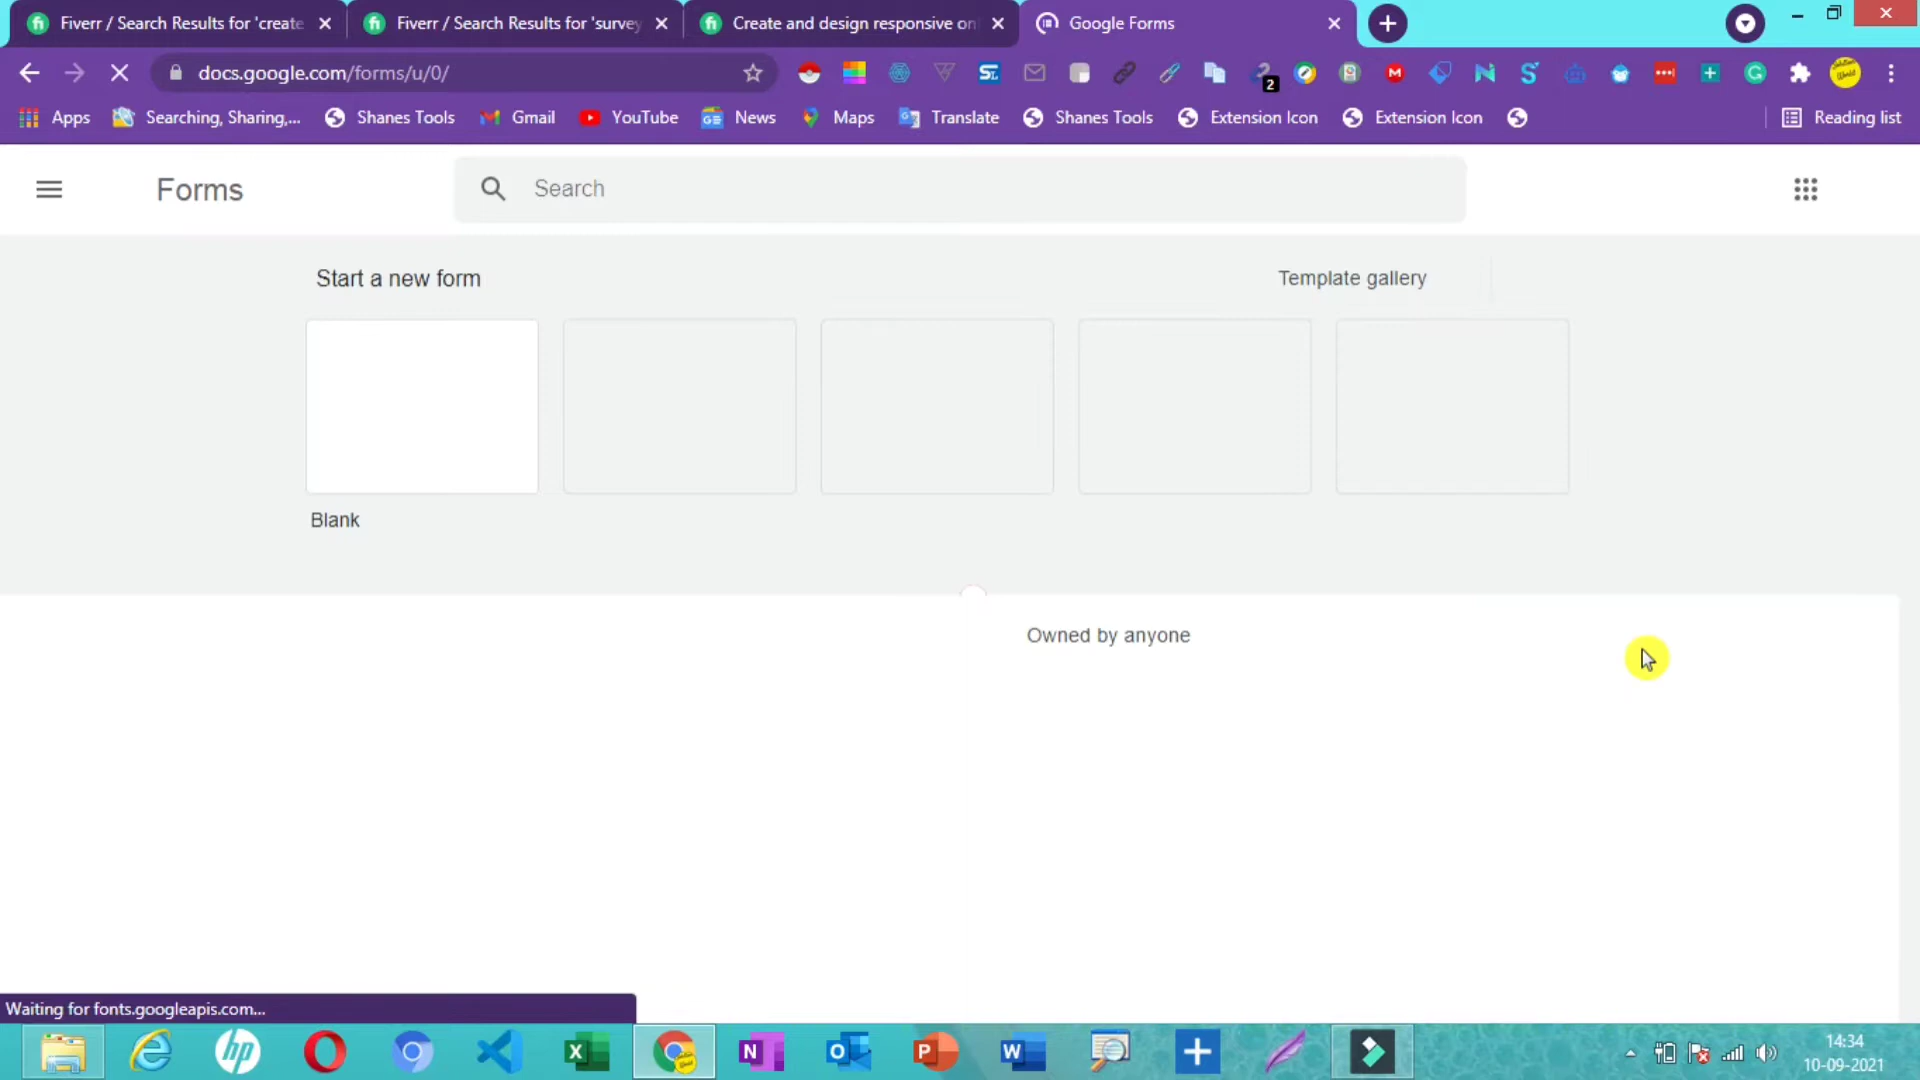 Fiverr / Search Results for 'create
Fiverr / Search Results for 'survey
Create and design responsive on
Google Forms
docs.google.com/forms/u/0/
2
Apps
Searching, Sharing,...
Shanes Tools
Gmail
YouTube
News
Maps
Translate
Shanes Tools
Extension Icon
Extension Icon
Reading list
Forms
Search
Start a new form
Template gallery
Blank
Owned by anyone
Waiting for fonts.googleapis.com...
14:34
10-09-2021